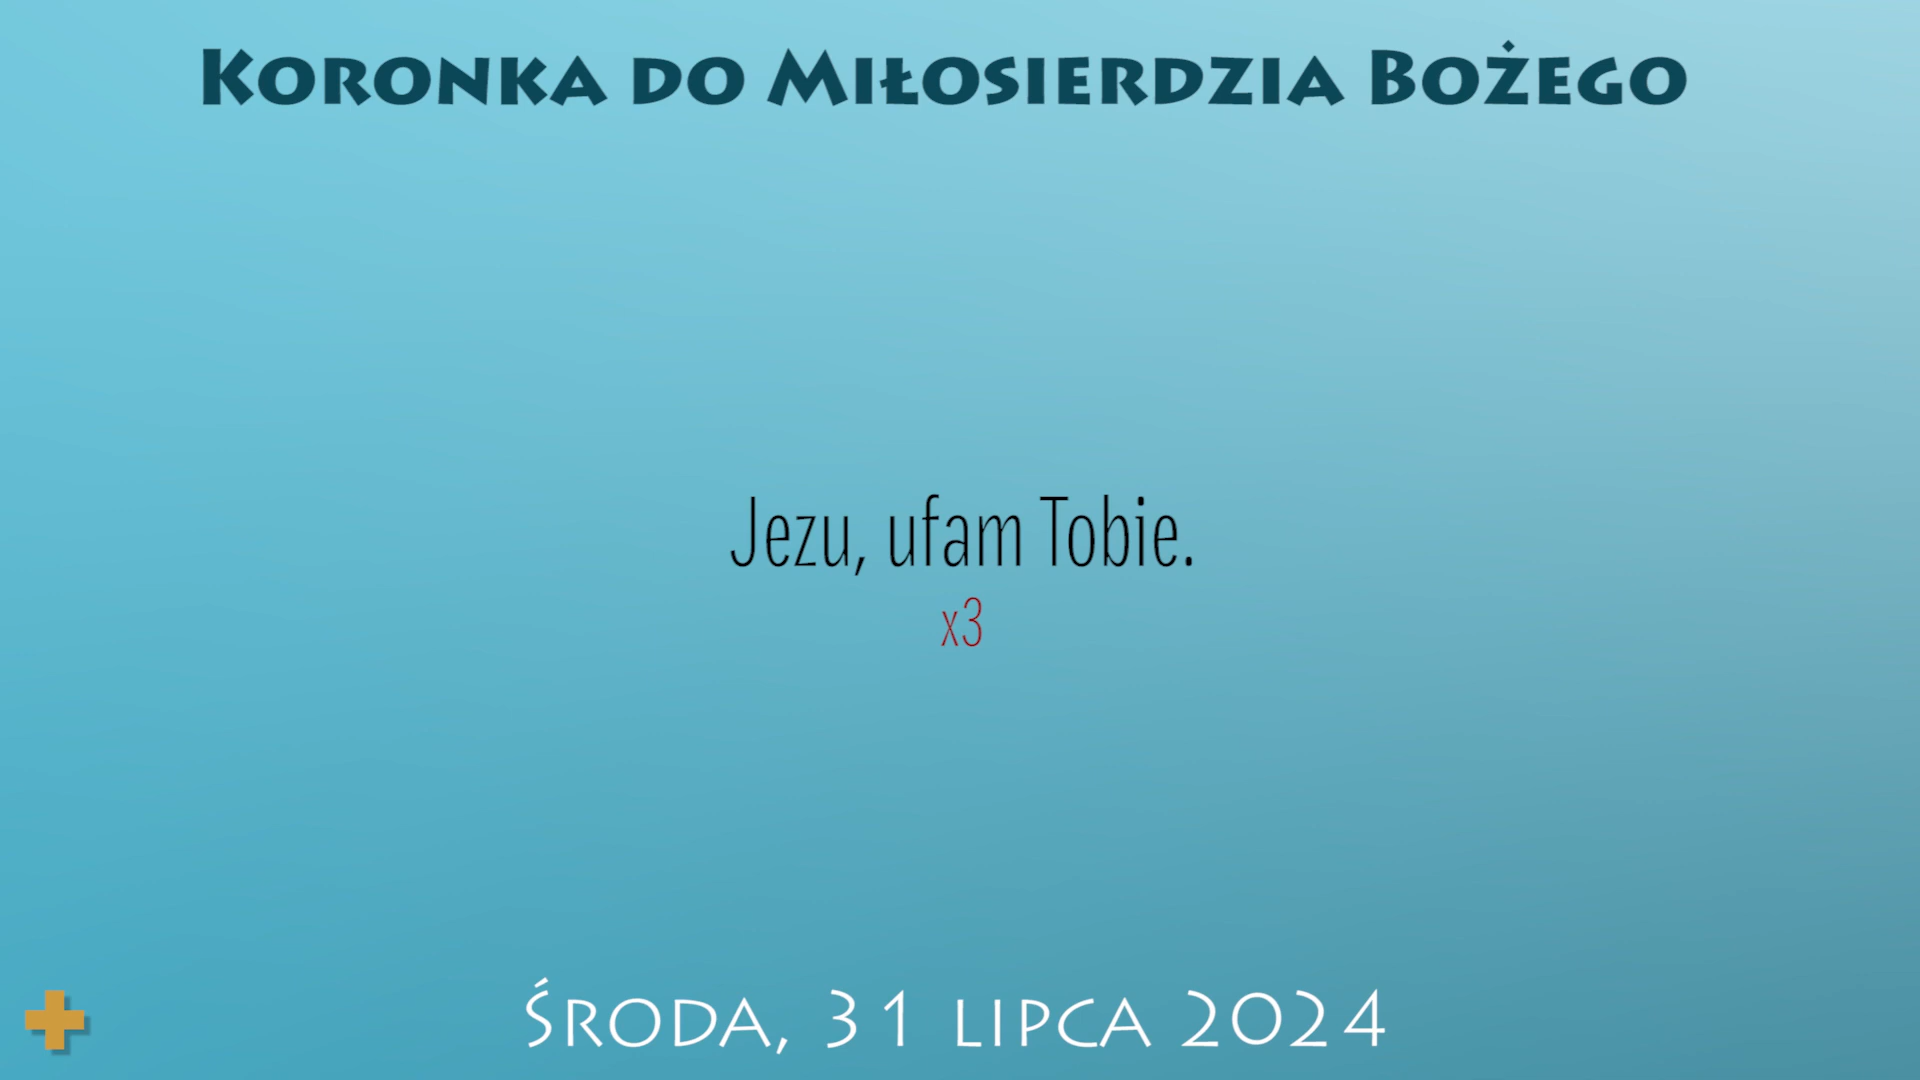 Koronka do Miłosierdzia Bożego
Jezu, ufam Tobie.
x3
Środa, 31 lipca 2024